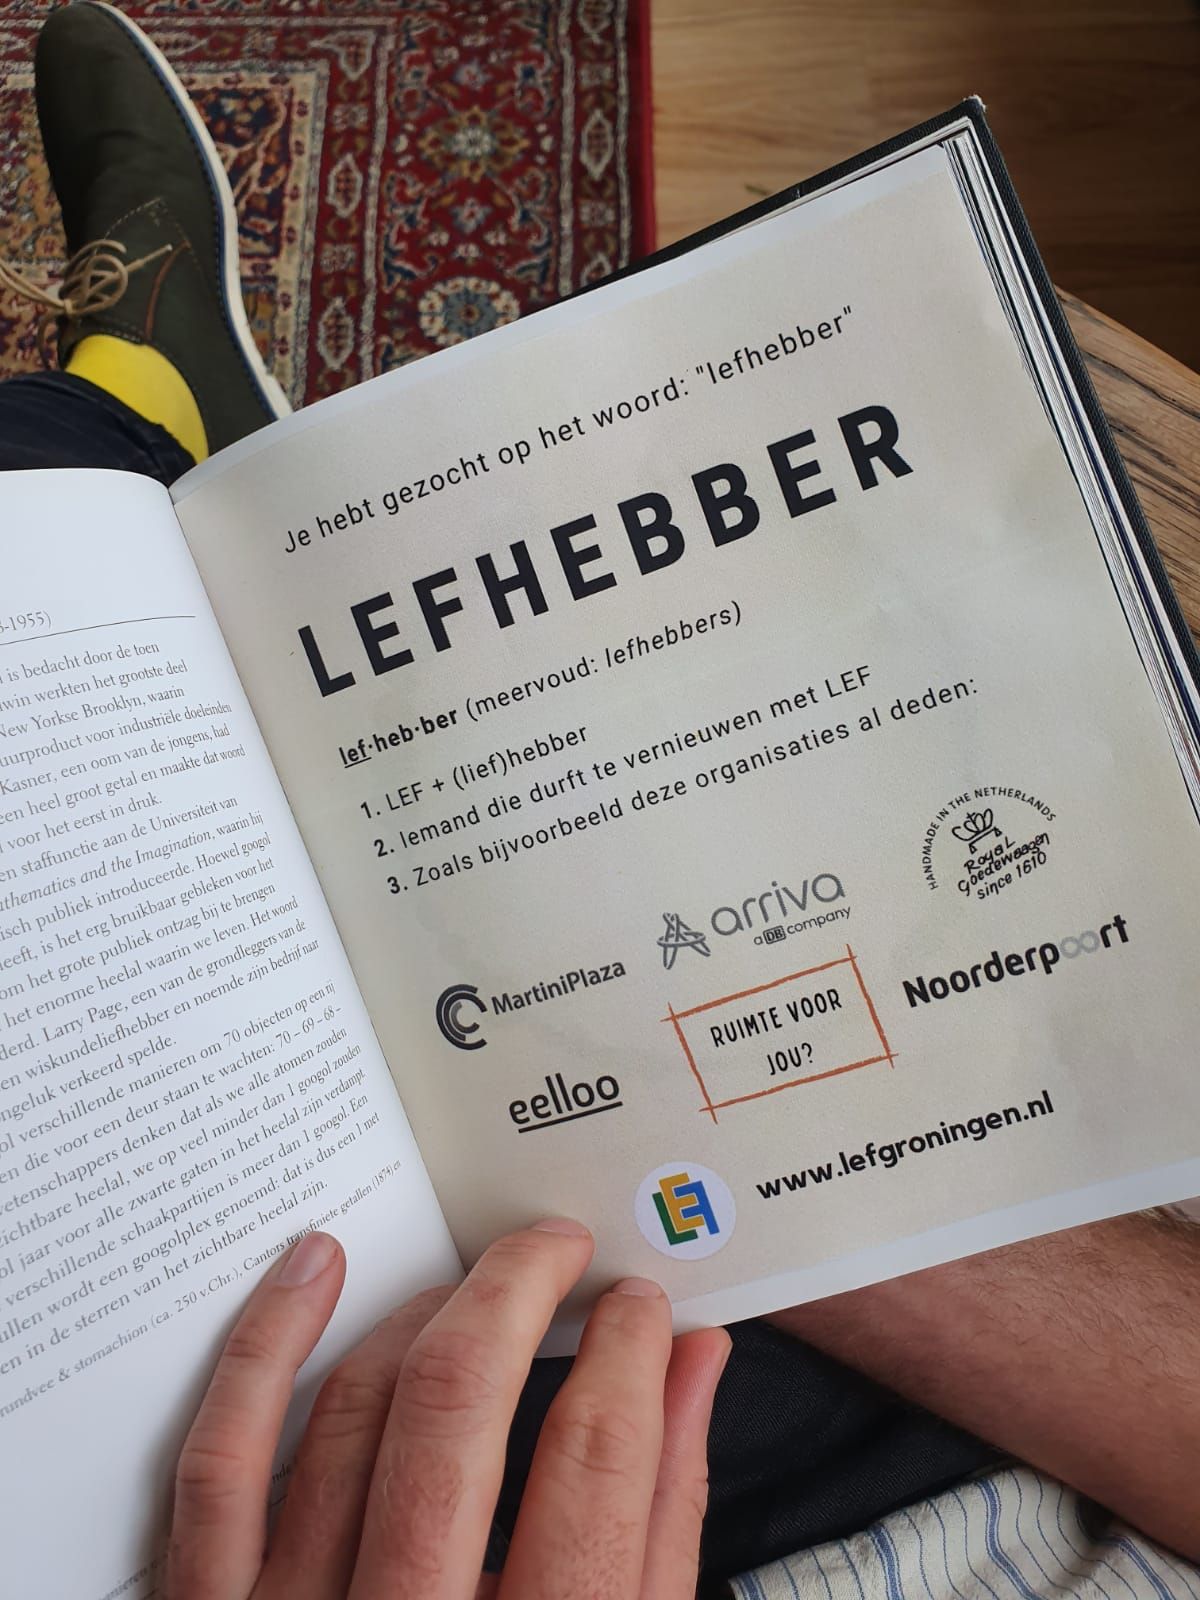 -1955)
is bedacht door de toen
win werkten het grootste deel
New Yorkse Brooklyn, waarin
uurproduct voor industriële doeleinden
Kasner, een oom van de jongens, had
een heel groot getal en maakte dat woord
voor het eerst in druk.
en staffunctie aan de Universiteit van
athematics and the Imagination, waarin hij
isch publiek introduceerde. Hoewel googol
eeft, is het erg bruikbaar gebleken voor het
om het grote publiek ontzag bij te brengen
het enorme heelal waarin we leven. Het woord
derd. Larry Page, een van de grondleggers van de
en wiskundeliefhebber en noemde zijn bedrijf naar
ngeluk verkeerd spelde.
ol verschillende manieren om 70 objecten op een rij
en die voor een deur staan te wachten: 70 – 69 – 68 –
wetenschappers denken dat als we alle atomen zouden
zichtbare heelal, we op veel minder dan 1 googol zouden
ol jaar voor alle zwarte gaten in het heelal zijn verdampt
verschillende schaakpartijen is meer dan 1 googol. Een
ullen wordt een googolplex genoemd: dat is dus een 1 met
en in de sterren van het zichtbare heelal zijn.
rundvee & stomachion (ca. 250 v.Chr.), Cantors transfiniete getallen (1874) en
Je hebt gezocht op het woord: "lefhebber"
LEFHEBBER
lef·heb·ber (meervoud: lefhebbers)
1. LEF + (lief)hebber
2. Iemand die durft te vernieuwen met LEF
3. Zoals bijvoorbeeld deze organisaties al deden:
HANDMADE IN THE NETHERLANDS
Royal
Goedewaagen
since 1610
arriva
a DB company
MartiniPlaza
Noorderpoort
RUIMTE VOOR
JOU?
eelloo
LEF
www.lefgroningen.nl